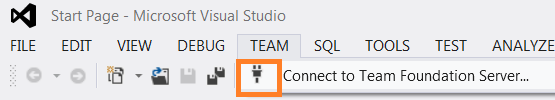 Start Page - Microsoft Visual Studio
FILE EDIT VIEW DEBUG TEAM SQL TOOLS TEST ANALYZE
Connect to Team Foundation Server...